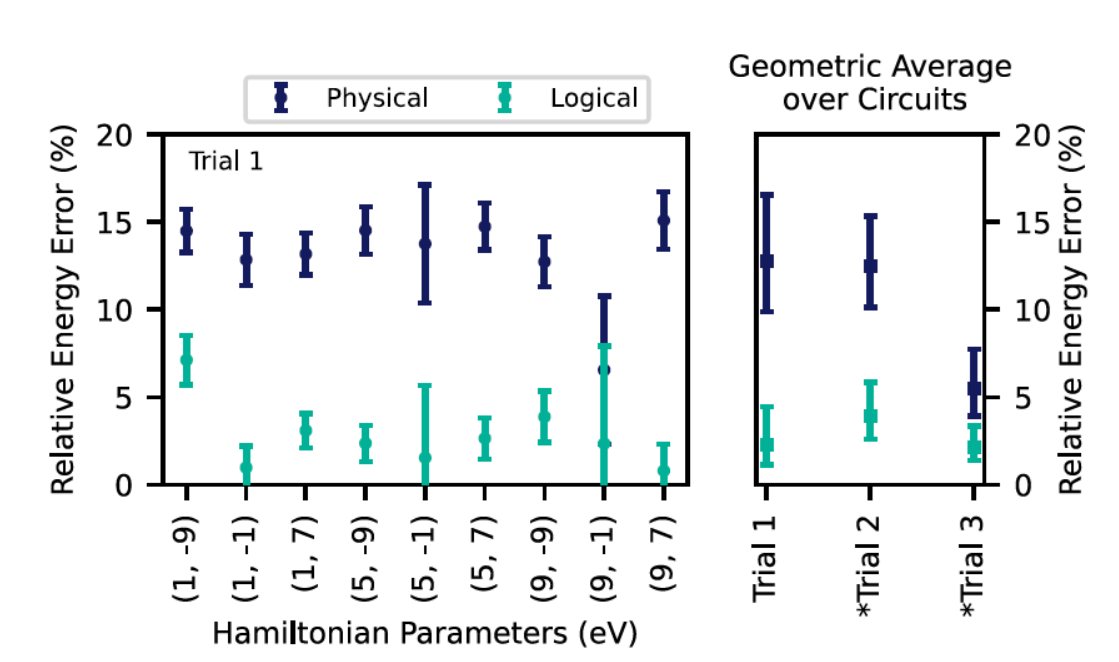 Geometric Average
over Circuits
Physical
Logical
Relative Energy Error (%)
20
15
10
5
0
Trial 1
(1, -9)
(1, -1)
(1, 7)
(5, -9)
(5, -1)
(5, 7)
(9, -9)
(9, -1)
(9, 7)
Hamiltonian Parameters (eV)
20
15
10
5
0
Relative Energy Error (%)
Trial 1
*Trial 2
*Trial 3